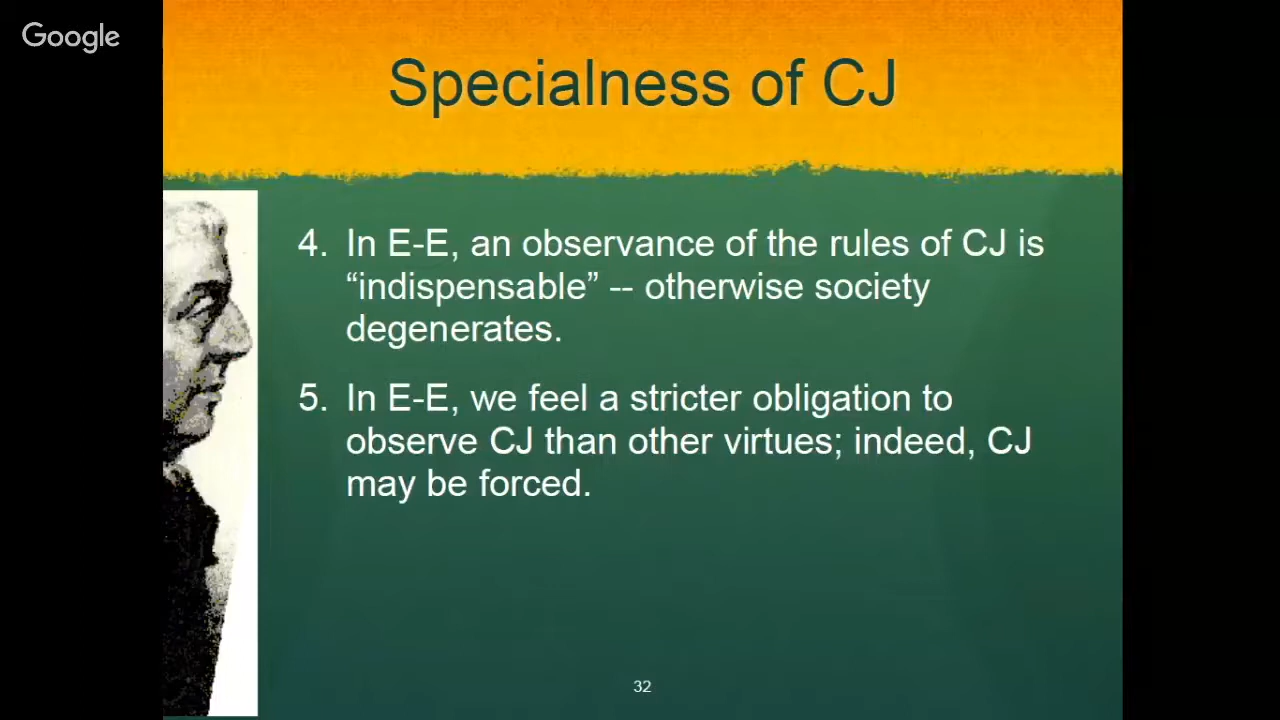 Google
Specialness of CJ
4. In E-E, an observance of the rules of CJ is
“indispensable” -- otherwise society
degenerates.
5. In E-E, we feel a stricter obligation to
observe CJ than other virtues; indeed, CJ
may be forced.
32